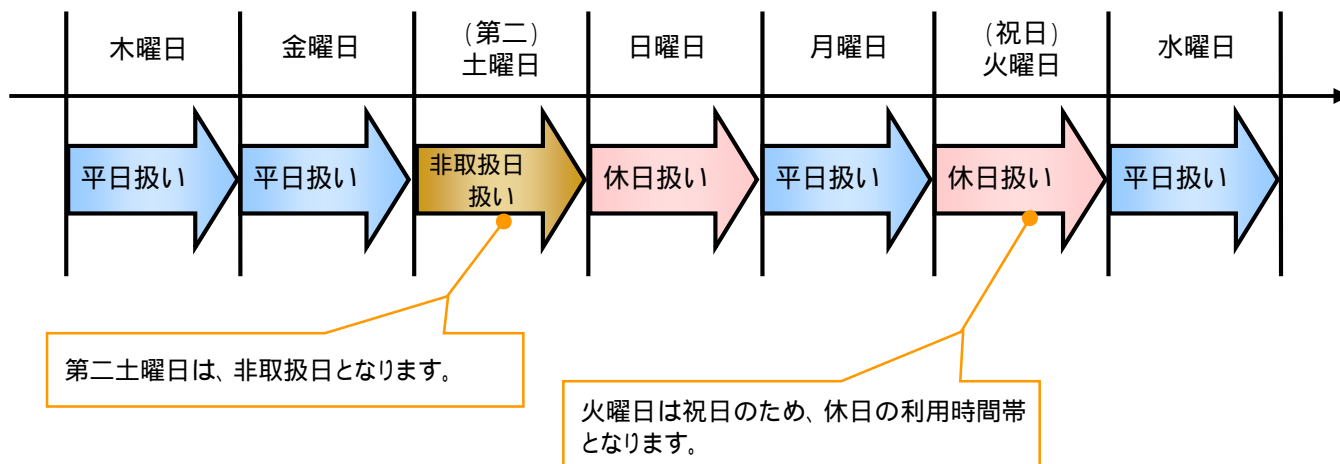 木曜日
金曜日
(第二)
土曜日
日曜日
月曜日
(祝日)
火曜日
水曜日
平日扱い
平日扱い
非取扱日
扱い
休日扱い
平日扱い
休日扱い
平日扱い
第二土曜日は、非取扱日となります。
火曜日は祝日のため、休日の利用時間帯
となります。